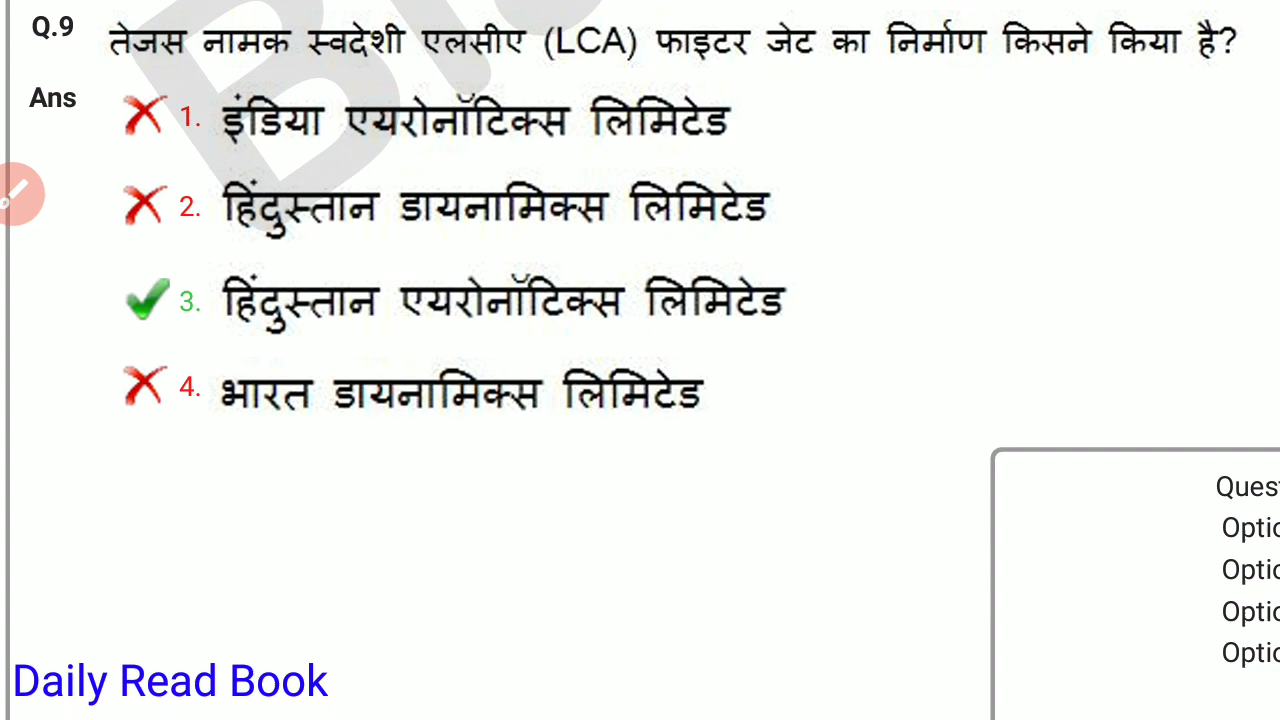 Q.9 तेजस नामक स्वदेशी एलसीए (LCA) फाइटर जेट का निर्माण किसने किया है?
Ans
1. इंडिया एयरोनॉटिक्स लिमिटेड
2. हिंदुस्तान डायनामिक्स लिमिटेड
3. हिंदुस्तान एयरोनॉटिक्स लिमिटेड
4. भारत डायनामिक्स लिमिटेड
Daily Read Book